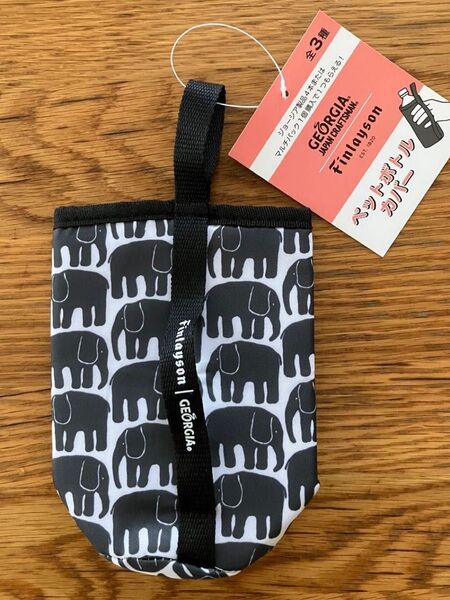 全3種
ジョージア製品4本または
マルチパック1個購入で1つもらえる!
GEORGIA
JAPAN CRAFTSMAN
Finlayson
EST. 1820
ペットボトル
カバー
Finlayson | GEORGIA